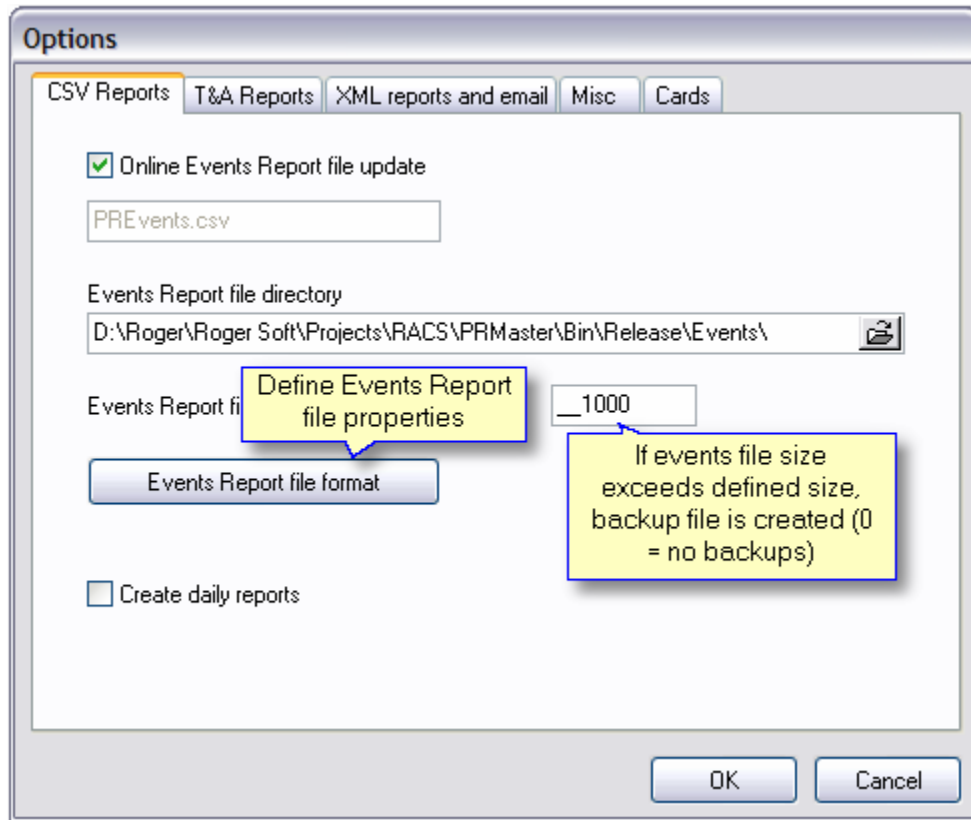 Options
CSV Reports T&A Reports XML reports and email Misc Cards
Online Events Report file update
PREvents.csv
Events Report file directory
D:\Roger\Roger Soft\Projects\RACS\PRMaster\Bin\Release\Events\
Define Events Report
file properties
Events Report __1000
Events Report file format
If events file size
exceeds defined size,
backup file is created (0
= no backups)
Create daily reports
OK Cancel